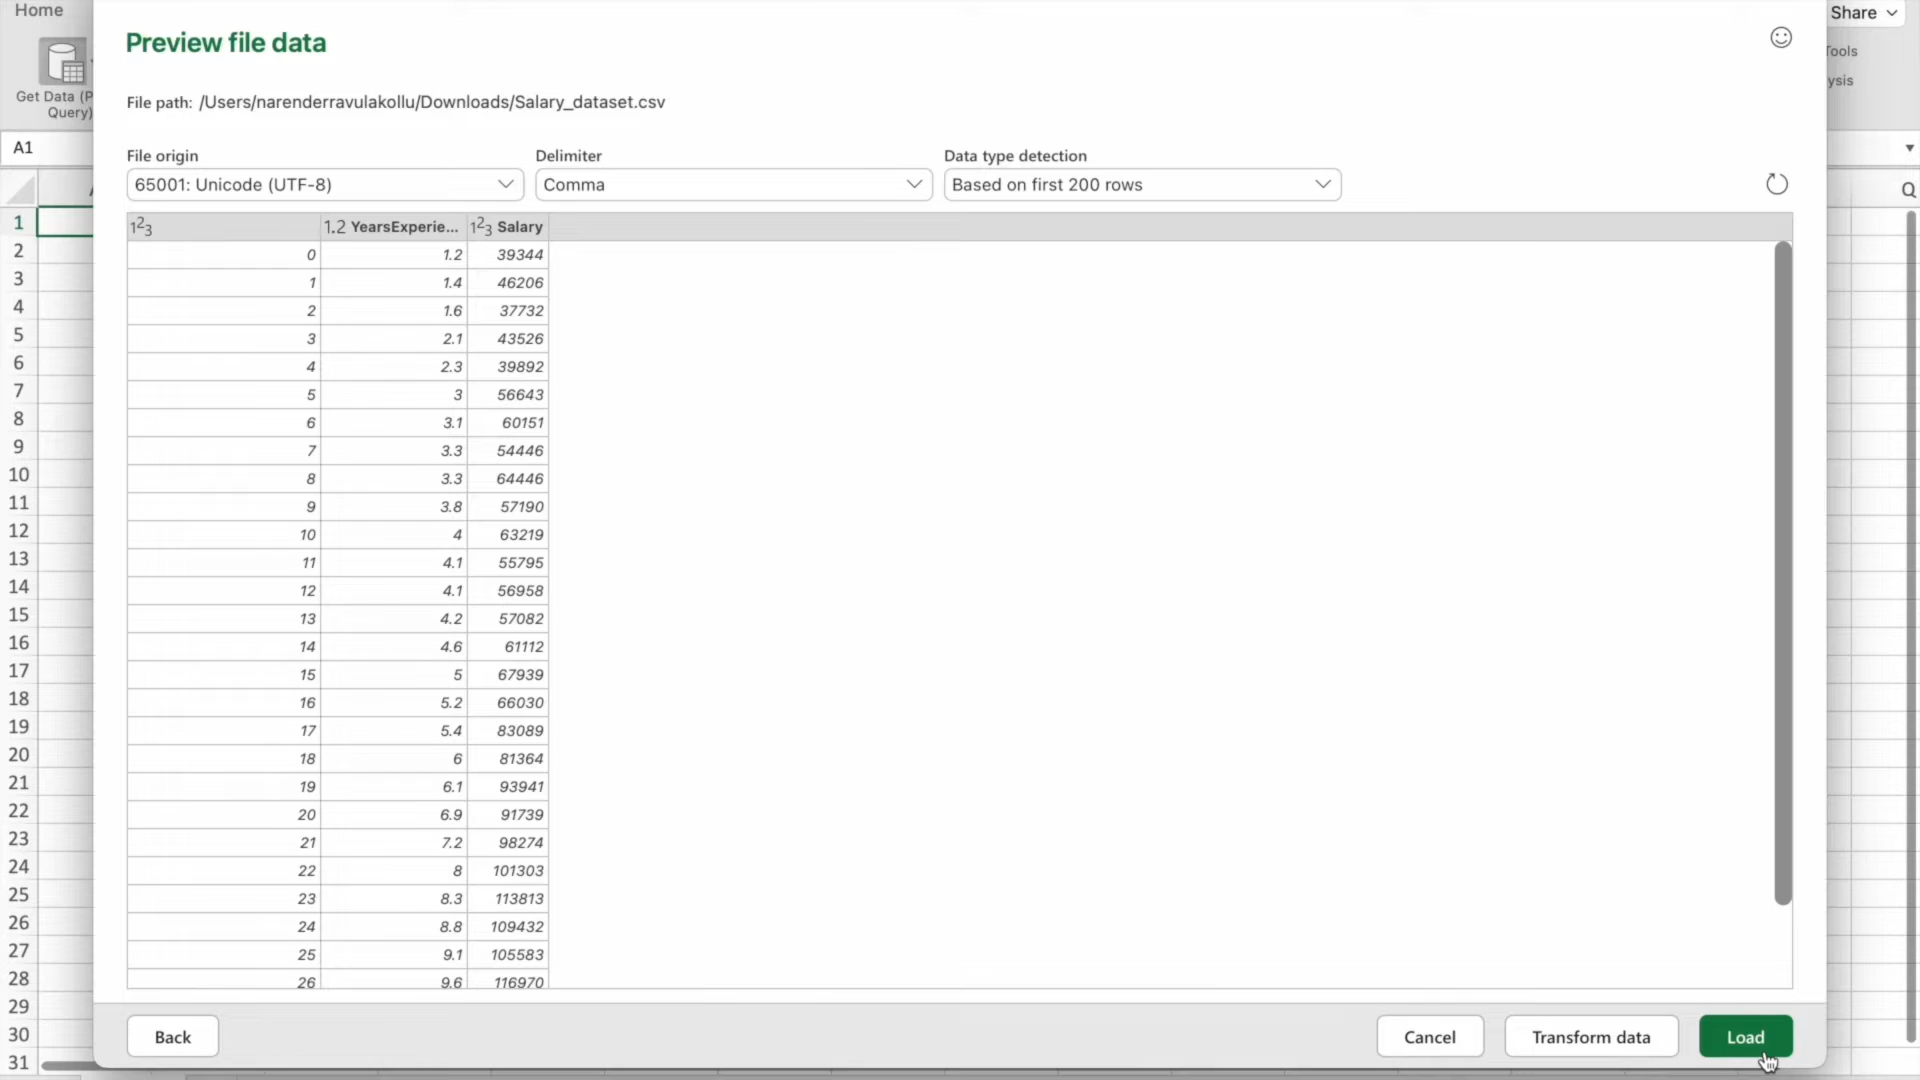 Home
Share
Preview file data
Tools
ysis
Get Data (P
Query)
File path: /Users/narenderravulakollu/Downloads/Salary_dataset.csv
A1
File origin Delimiter Data type detection
65001: Unicode (UTF-8) Comma Based on first 200 rows
Q
1 2 3 1.2 YearsExperie... 1 2 3 Salary
1
0 1.2 39344
2
1 1.4 46206
3
2 1.6 37732
4
3 2.1 43526
5
4 2.3 39892
6
5 3 56643
7
6 3.1 60151
8
7 3.3 54446
9
8 3.3 64446
10
9 3.8 57190
11
10 4 63219
12
11 4.1 55795
13
12 4.1 56958
14
13 4.2 57082
15
14 4.6 61112
16
15 5 67939
17
16 5.2 66030
18
17 5.4 83089
19
18 6 81364
20
19 6.1 93941
21
20 6.9 91739
22
21 7.2 98274
23
22 8 101303
24
23 8.3 113813
25
24 8.8 109432
26
25 9.1 105583
27
26 9.6 116970
28
29
30
31
Back Cancel Transform data Load